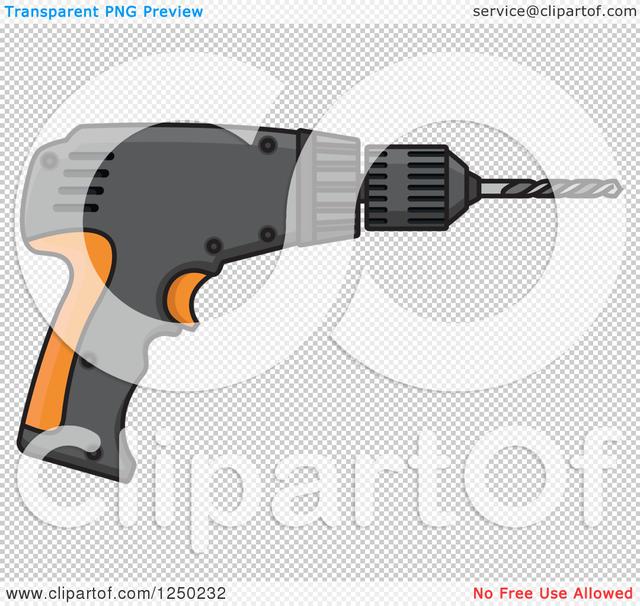 Transparent PNG Preview
service@clipartof.com
ClipartOf
www.clipartof.com/1250232
No Free Use Allowed